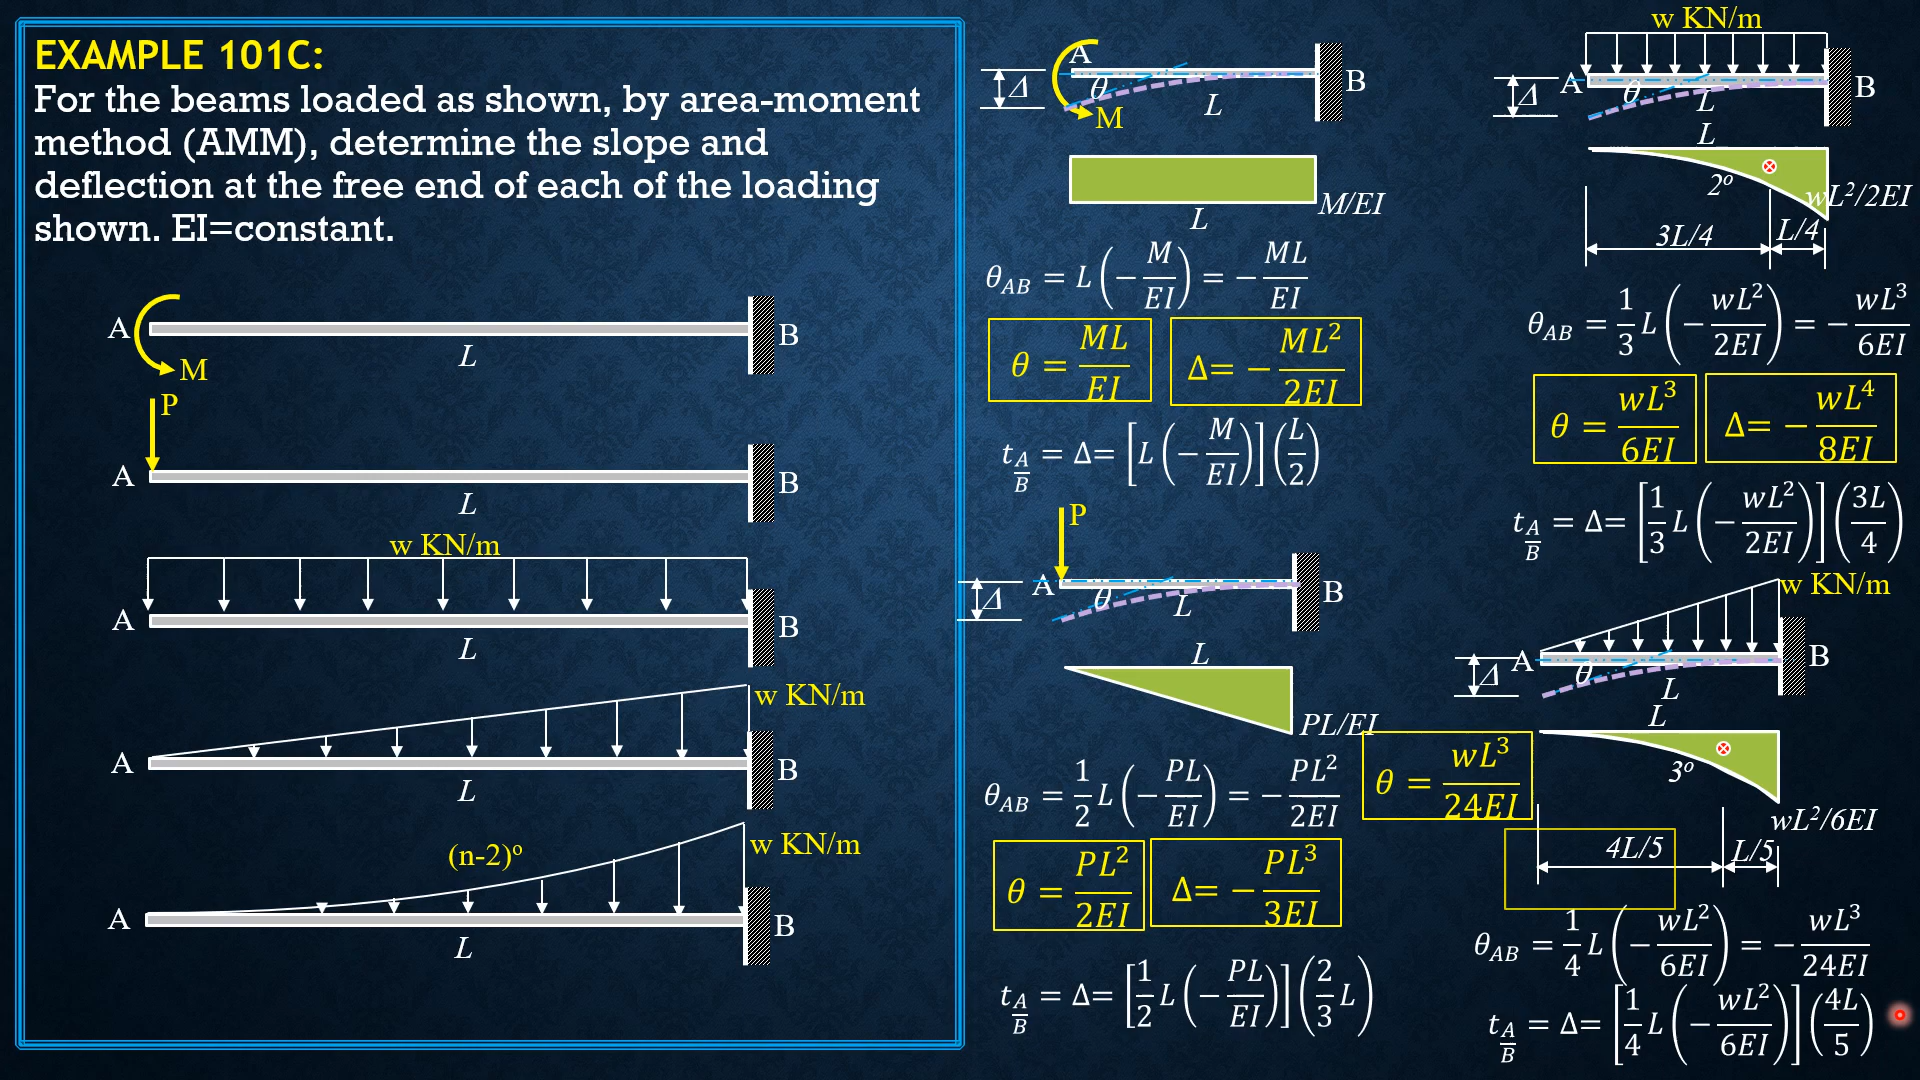 EXAMPLE 101C:
For the beams loaded as shown, by area-moment
method (AMM), determine the slope and
deflection at the free end of each of the loading
shown. EI=constant.
A
M
L
B
P
A
L
B
w KN/m
A
L
B
w KN/m
A
L
B
(n-2)º
w KN/m
A
L
B
A
Δ
θ
M
L
B
M/EI
L
θ_AB = L(−M/EI) = −ML/EI
θ = ML/EI
Δ= −ML²/2EI
t_A/B = Δ= [L(−M/EI)](L/2)
P
A
Δ
θ
L
B
L
PL/EI
θ_AB = 1/2 L(−PL/EI) = −PL²/2EI
θ = PL²/2EI
Δ= −PL³/3EI
t_A/B = Δ= [1/2 L(−PL/EI)](2/3 L)
w KN/m
A
Δ
θ
L
B
L
2º
wL²/2EI
3L/4
L/4
θ_AB = 1/3 L(−wL²/2EI) = −wL³/6EI
θ = wL³/6EI
Δ= −wL⁴/8EI
t_A/B = Δ= [1/3 L(−wL²/2EI)](3L/4)
w KN/m
A
Δ
θ
L
B
L
3º
wL²/6EI
θ = wL³/24EI
4L/5
L/5
θ_AB = 1/4 L(−wL²/6EI) = −wL³/24EI
t_A/B = Δ= [1/4 L(−wL²/6EI)](4L/5)